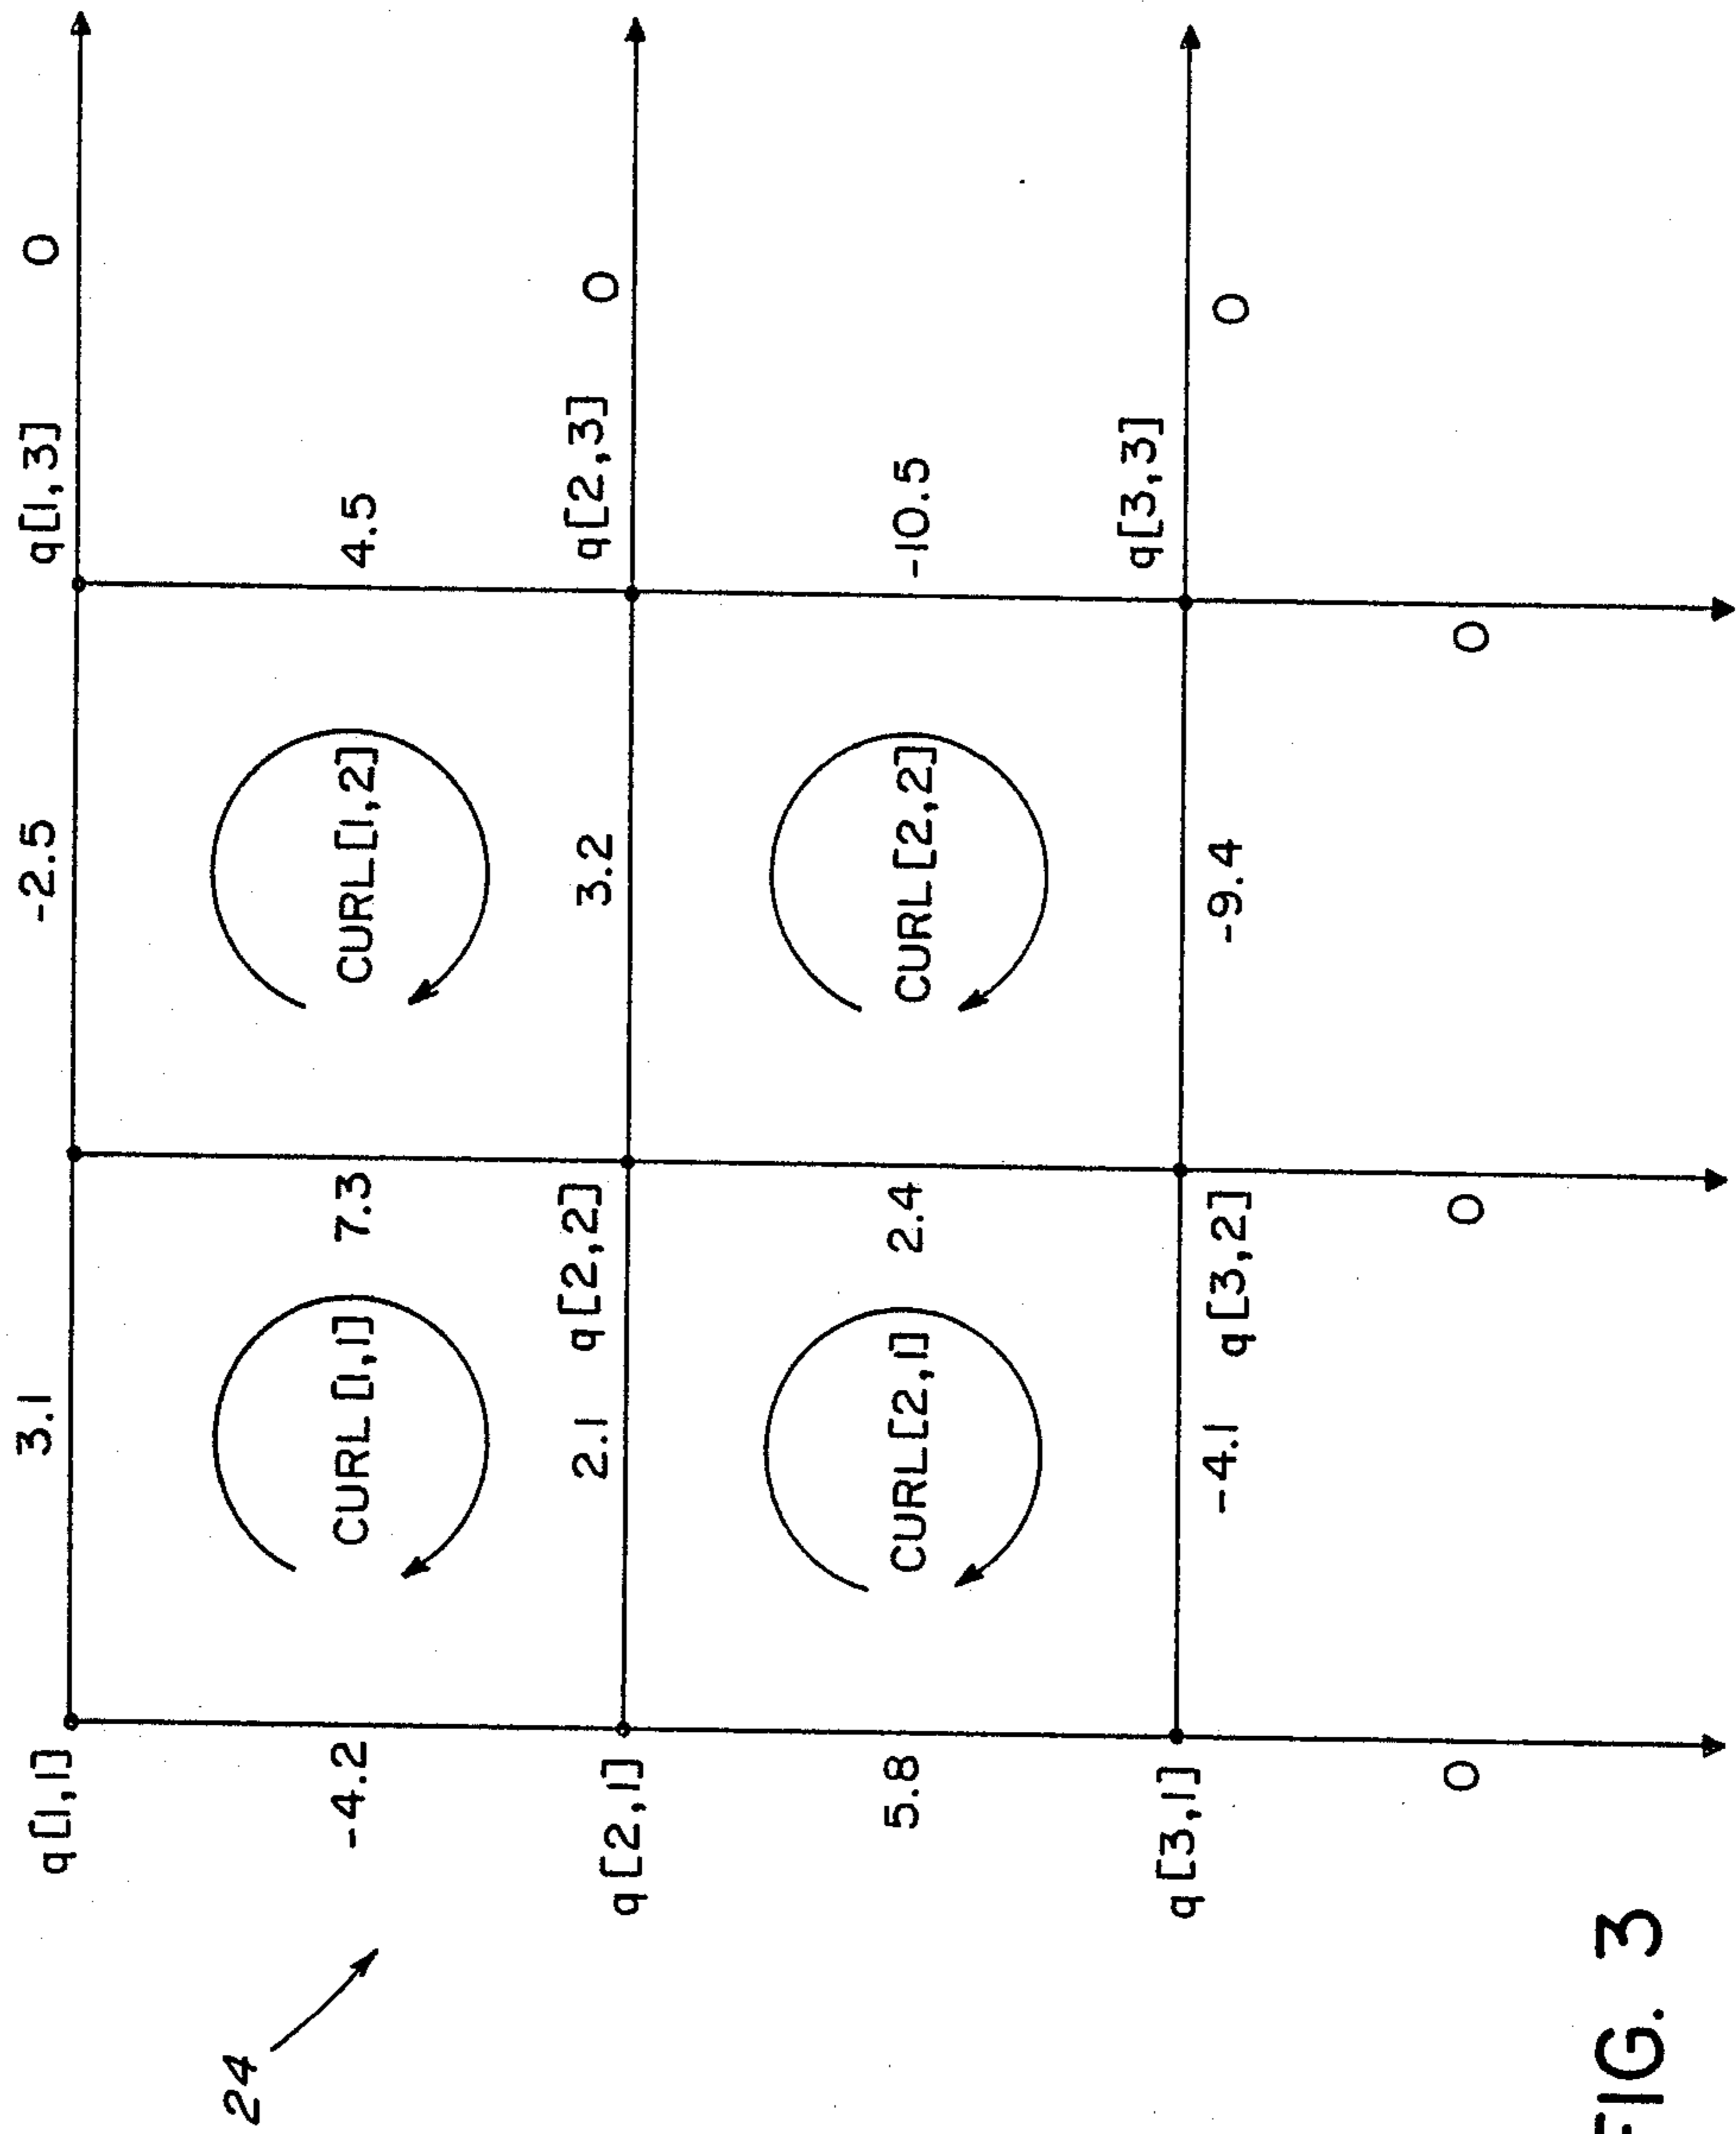 q[1,1] 3.1 -2.5 q[1,3] 0
24
-4.2 CURL[1,1] 7.3 CURL[1,2] 4.5
q[2,1] 2.1 q[2,2] 3.2 q[2,3] 0
5.8 CURL[2,1] 2.4 CURL[2,2] -10.5
q[3,1] -4.1 q[3,2] -9.4 q[3,3] 0
0 0 0
FIG. 3